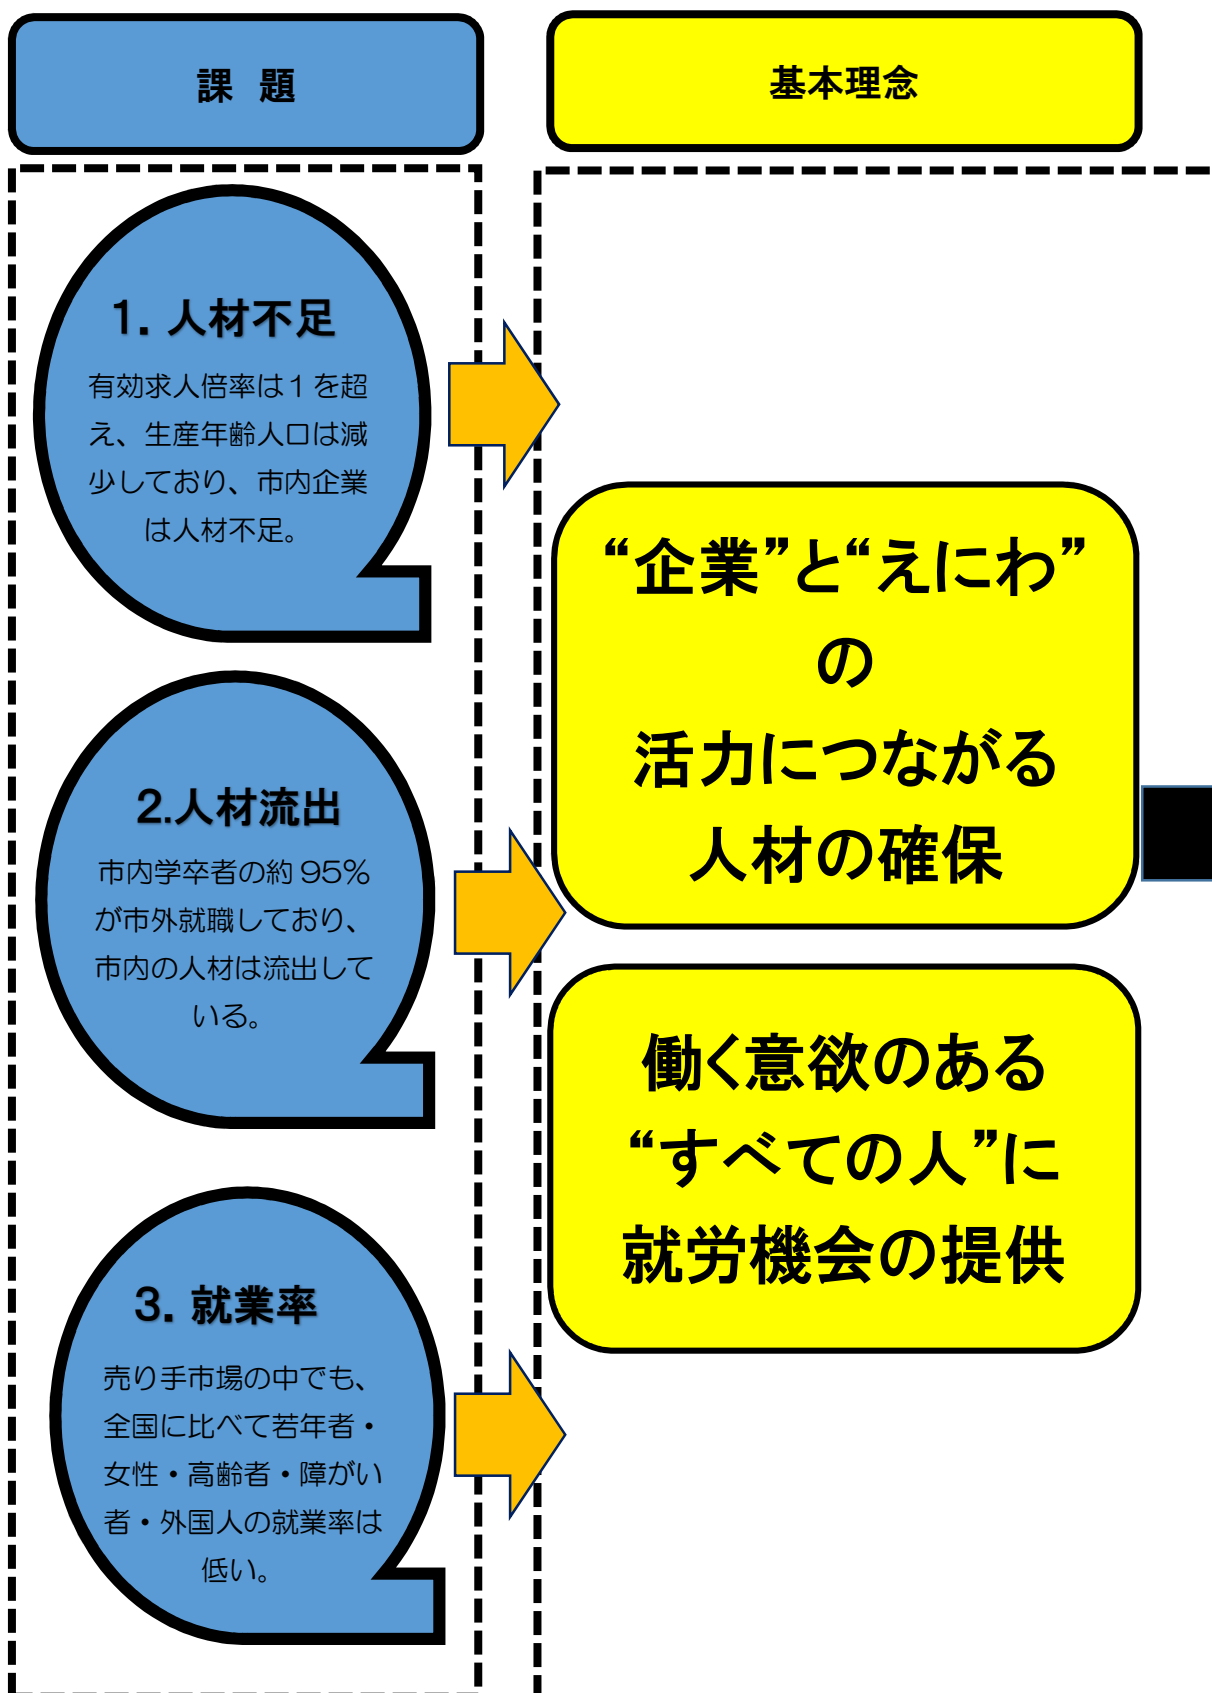 課 題
基本理念
1. 人材不足
有効求人倍率は1を超
え、生産年齢人口は減
少しており、市内企業
は人材不足。
2.人材流出
市内学卒者の約95%
が市外就職しており、
市内の人材は流出して
いる。
3. 就業率
売り手市場の中でも、
全国に比べて若年者・
女性・高齢者・障がい
者・外国人の就業率は
低い。
“企業”と“えにわ”
の
活力につながる
人材の確保
働く意欲のある
“すべての人”に
就労機会の提供